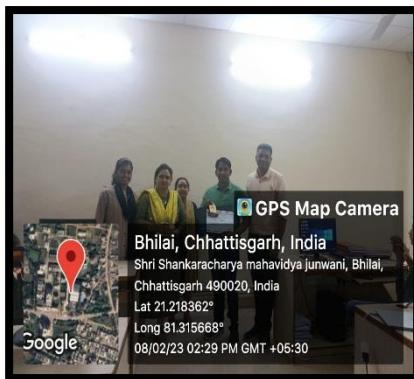 GPS Map Camera
Bhilai, Chhattisgarh, India
Shri Shankaracharya mahavidya junwani, Bhilai,
Chhattisgarh 490020, India
Lat 21.218362°
Long 81.315668°
08/02/23 02:29 PM GMT +05:30
Google